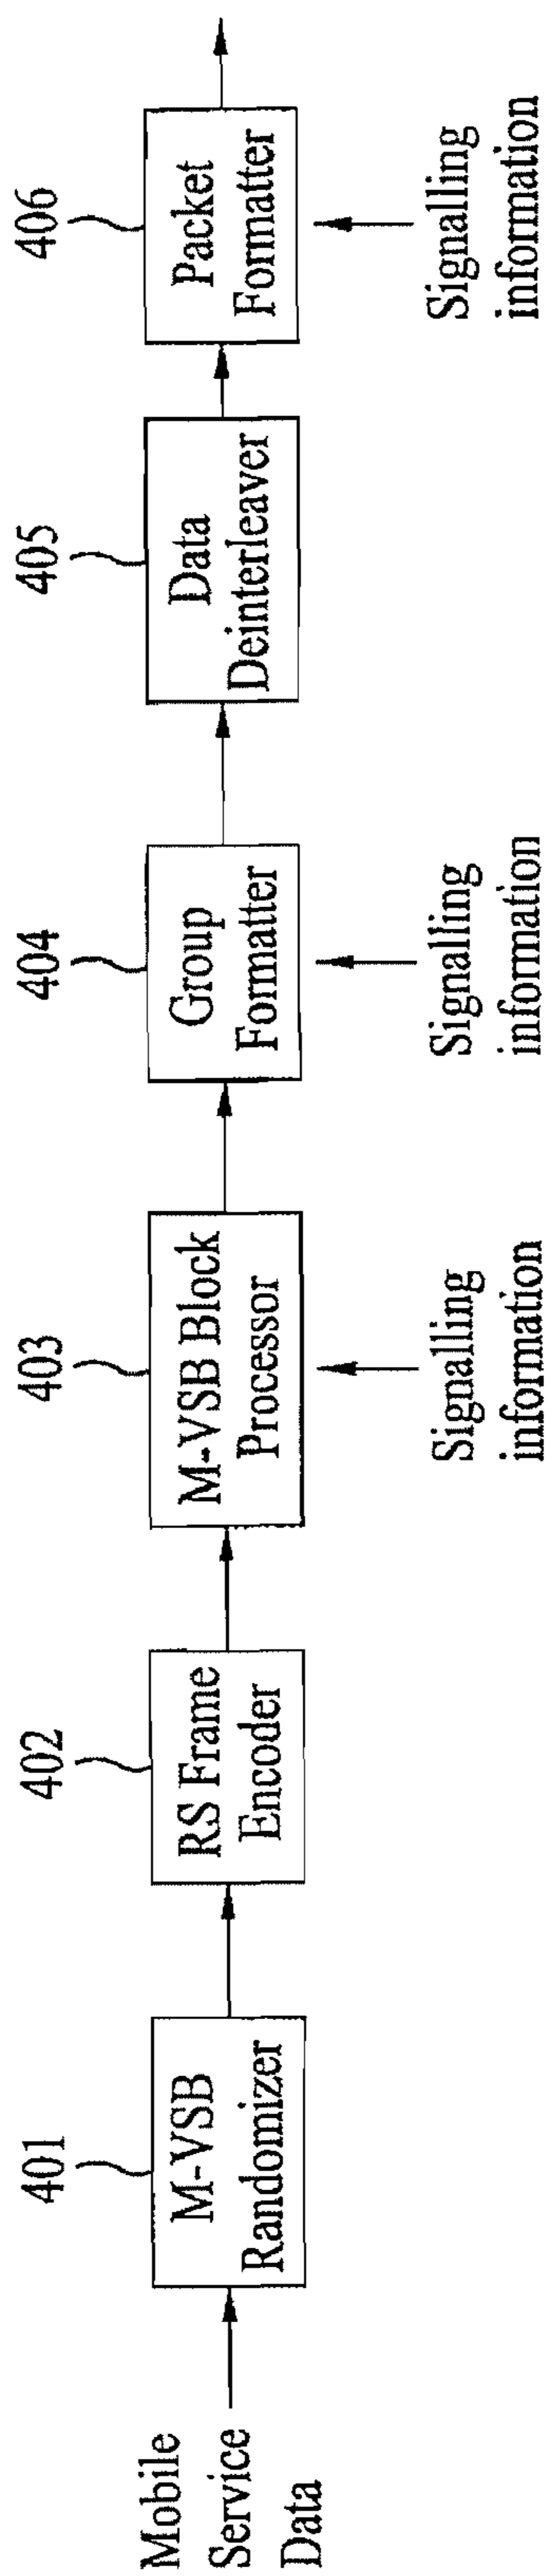 Mobile
Service
Data
401
M-VSB
Randomizer
402
RS Frame
Encoder
403
M-VSB Block
Processor
Signalling
information
404
Group
Formatter
Signalling
information
405
Data
Deinterleaver
406
Packet
Formatter
Signalling
information